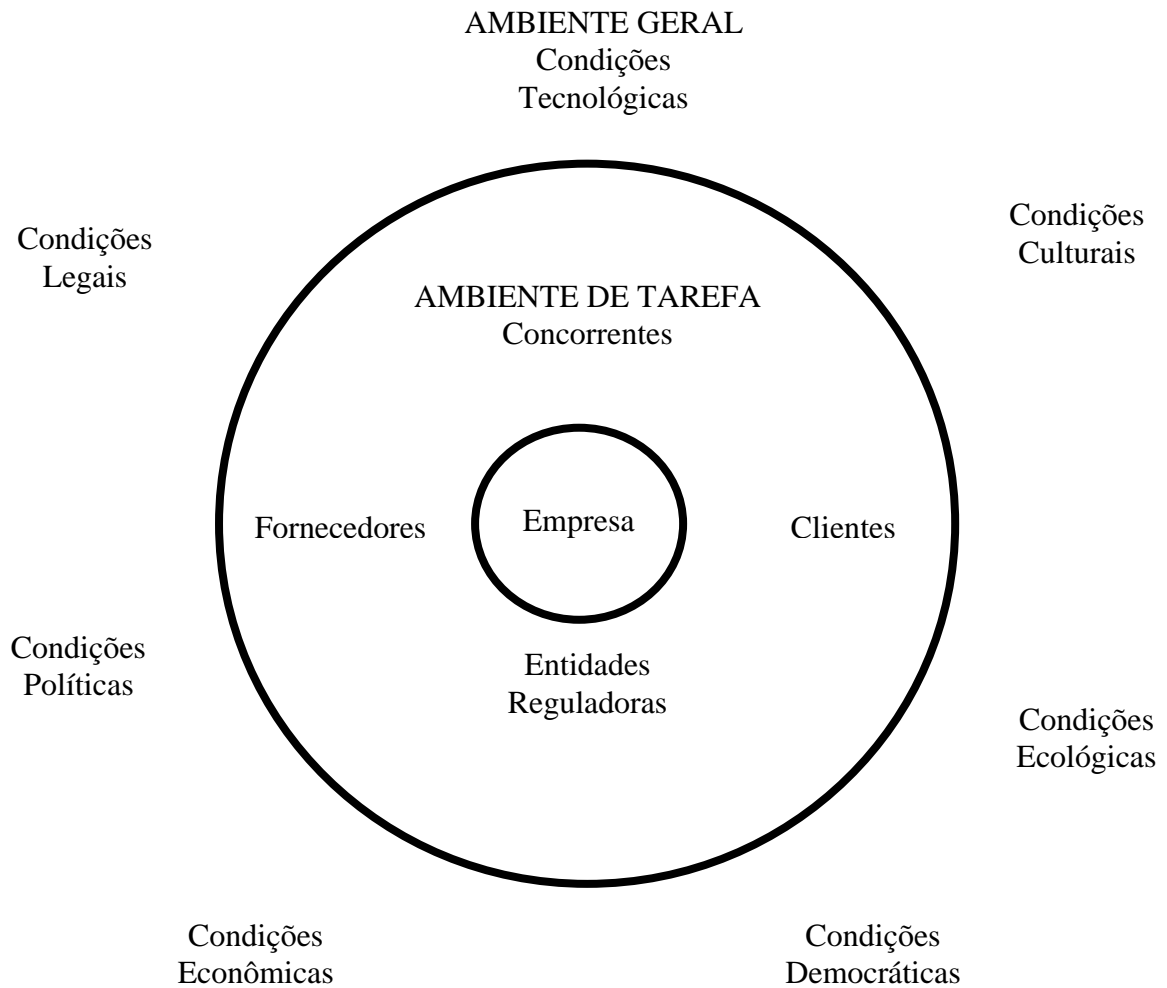 AMBIENTE GERAL
Condições
Tecnológicas
Condições
Culturais
Condições
Legais
AMBIENTE DE TAREFA
Concorrentes
Fornecedores
Empresa
Clientes
Condições
Políticas
Entidades
Reguladoras
Condições
Ecológicas
Condições
Econômicas
Condições
Democráticas